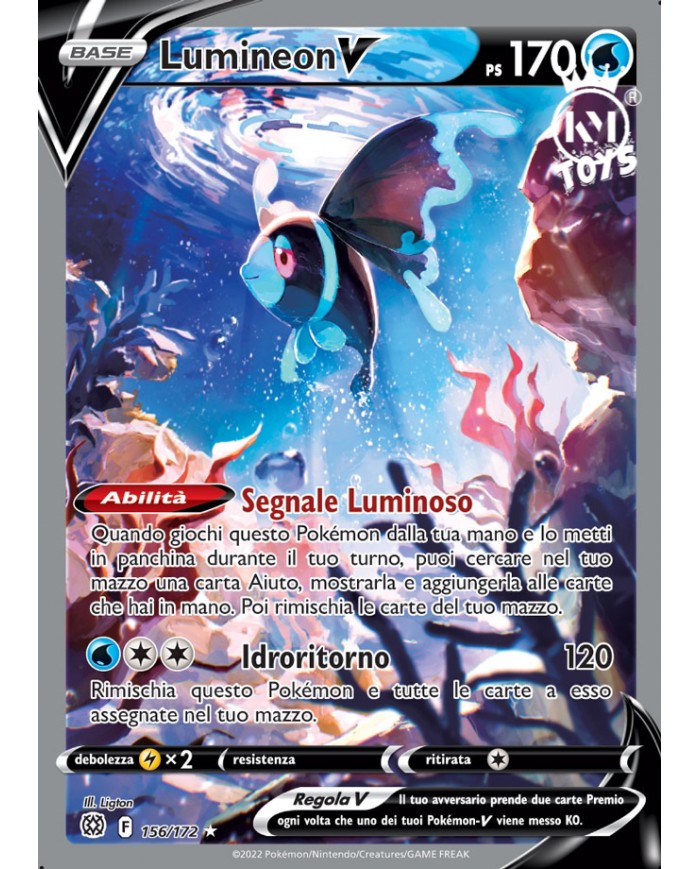 BASE
Lumineon V
PS 170
KM
®
TOYS
Abilità Segnale Luminoso
Quando giochi questo Pokémon dalla tua mano e lo metti
in panchina durante il tuo turno, puoi cercare nel tuo
mazzo una carta Aiuto, mostrarla e aggiungerla alle carte
che hai in mano. Poi rimischia le carte del tuo mazzo.
Idroritorno 120
Rimischia questo Pokémon e tutte le carte a esso
assegnate nel tuo mazzo.
debolezza ×2 resistenza ritirata
Ill. Ligton
F 156/172 ★
Regola V Il tuo avversario prende due carte Premio
ogni volta che uno dei tuoi Pokémon-V viene messo KO.
©2022 Pokémon/Nintendo/Creatures/GAME FREAK